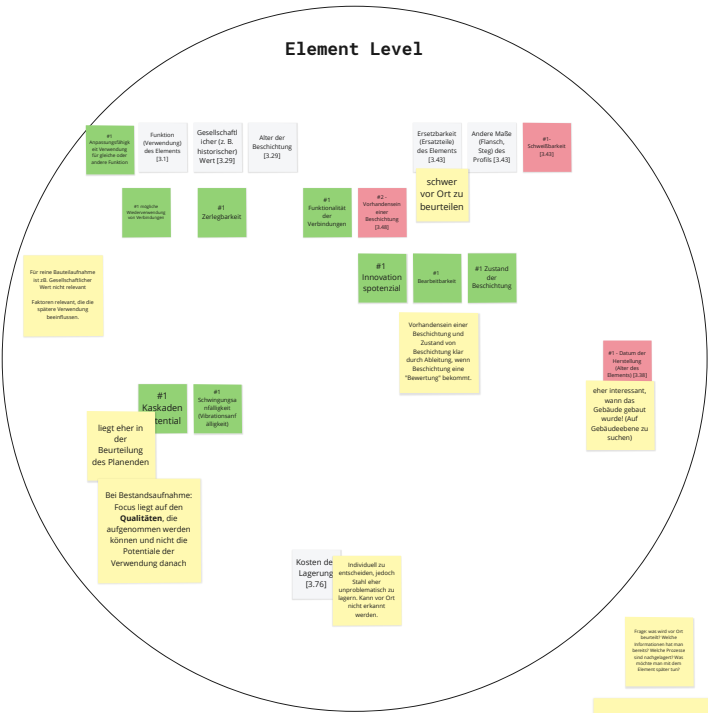 Element Level
#1
Anpassungsfähigk
eit Verwendung
für gleiche oder
andere Funktion
Funktion
(Verwendung)
des Elements
[3.1]
Gesellschaftl
icher (z. B.
historischer)
Wert [3.29]
Alter der
Beschichtung
[3.29]
Ersetzbarkeit
(Ersatzteile)
des Elements
[3.43]
Andere Maße
(Flansch,
Steg) des
Profils [3.43]
#1-
Schweißbarkeit
[3.43]
schwer
vor Ort zu
beurteilen
#1 mögliche
Wiederverwendung
von Verbindungen
#1
Zerlegbarkeit
#1
Funktionalität
der
Verbindungen
#2 -
Vorhandensein
einer
Beschichtung
[3.48]
#1
Innovation
spotenzial
#1
Bearbeitbarkeit
#1 Zustand
der
Beschichtung
Für reine Bauteilaufnahme
ist zB. Gesellschaftlicher
Wert nicht relevant
Faktoren relevant, die die
spätere Verwendung
beeinflussen.
Vorhandensein einer
Beschichtung und
Zustand von
Beschichtung klar
durch Ableitung, wenn
Beschichtung eine
"Bewertung" bekommt.
#1 - Datum der
Herstellung
(Alter des
Elements) [3.38]
eher interessant,
wann das
Gebäude gebaut
wurde! (Auf
Gebäudeebene zu
suchen)
#1
Kaskaden
tential
#1
Schwingungsa
nfälligkeit
(Vibrationsanf
älligkeit)
liegt eher in
der
Beurteilung
des Planenden
Bei Bestandsaufnahme:
Focus liegt auf den
Qualitäten, die
aufgenommen werden
können und nicht die
Potentiale der
Verwendung danach
Kosten de
Lagerung
[3.76]
Individuell zu
entscheiden, jedoch
Stahl eher
unproblematisch zu
lagern. Kann vor Ort
nicht erkannt
werden.
Frage: was wird vor Ort
beurteilt? Welche
Informationen hat man
bereits? Welche Prozesse
sind nachgelagert? Was
möchte man mit dem
Element später tun?